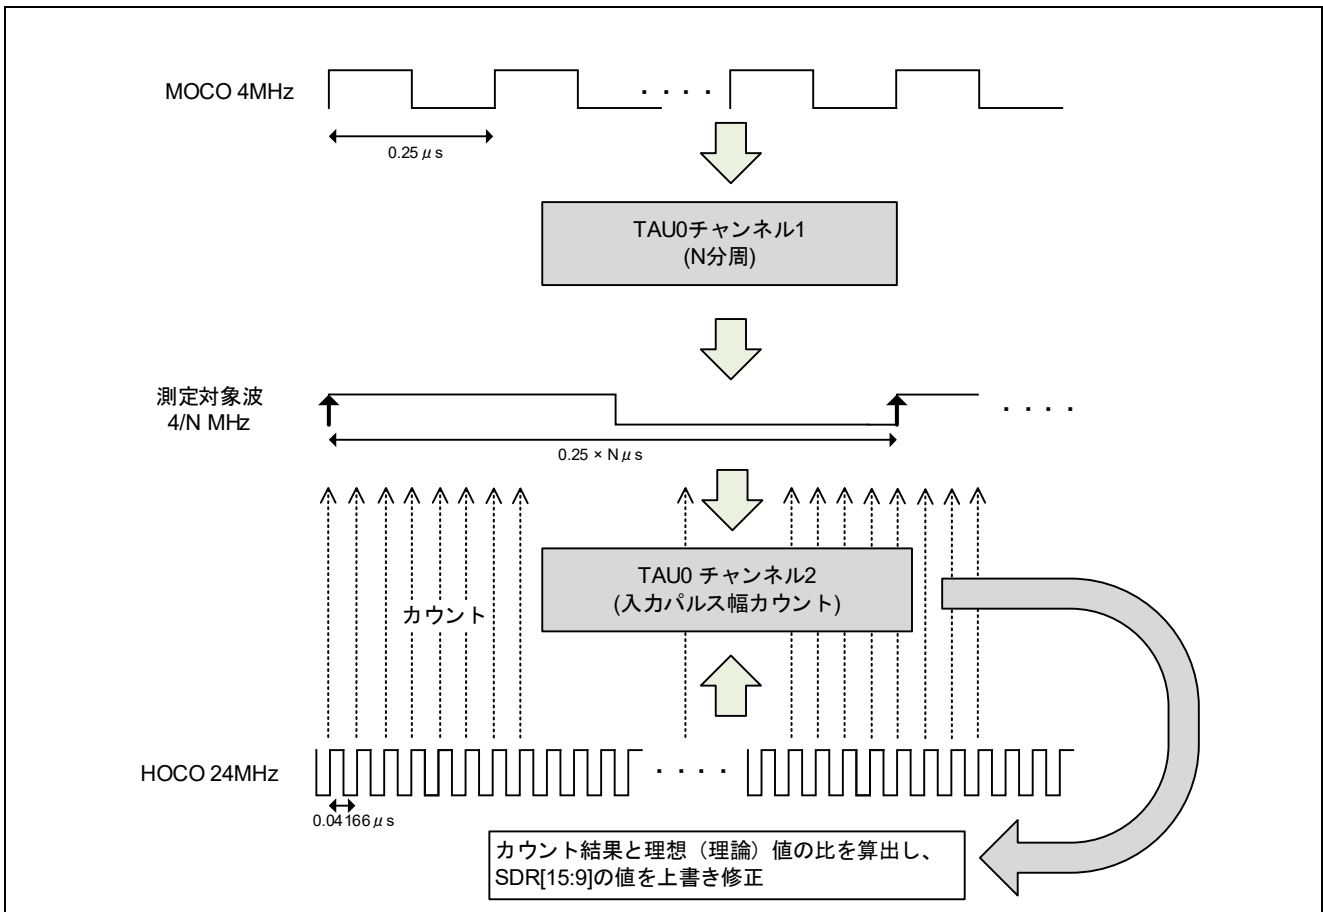 MOCO 4MHz
0.25 μ s
TAU0チャンネル1
(N分周)
測定対象波
4/N MHz
0.25 × N μ s
TAU0 チャンネル2
(入力パルス幅カウント)
カウント
HOCO 24MHz
0.04166 μ s
カウント結果と理想（理論）値の比を算出し、
SDR[15:9]の値を上書き修正